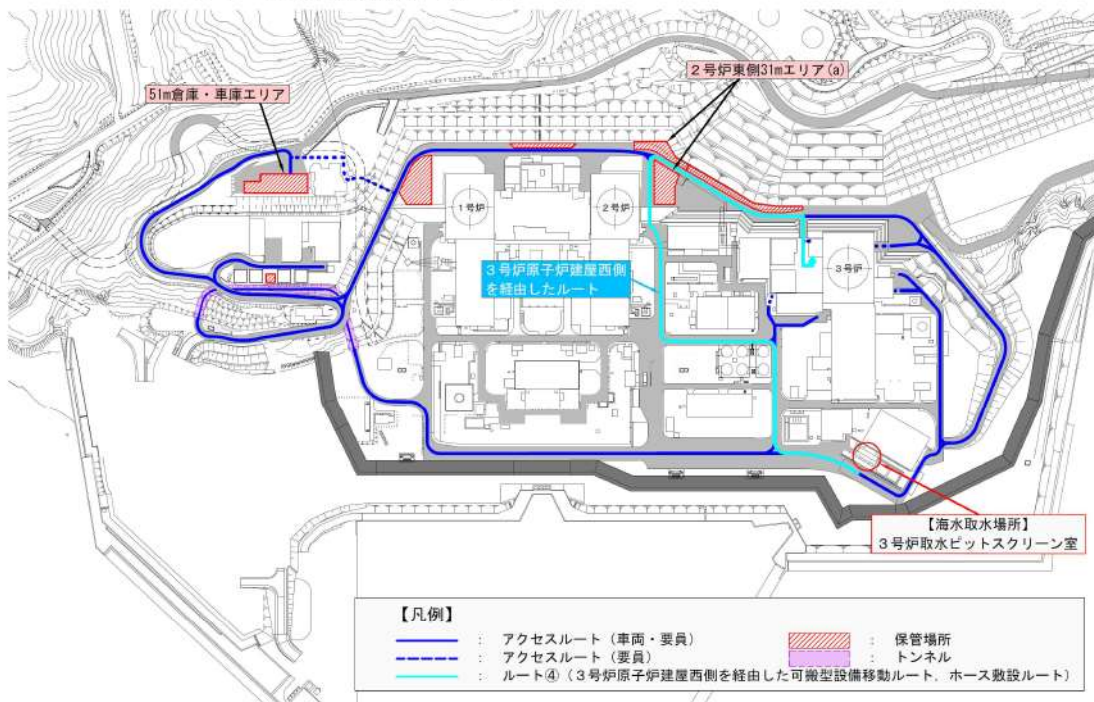 ２号炉東側31mエリア(a)
51m倉庫・車庫エリア
１号炉
２号炉
３号炉原子炉建屋西側
を経由したルート
３号炉
【海水取水場所】
３号炉取水ピットスクリーン室
【凡例】
： アクセスルート（車両・要員）
： 保管場所
： アクセスルート（要員）
： トンネル
： ルート④（３号炉原子炉建屋西側を経由した可搬型設備移動ルート，ホース敷設ルート）